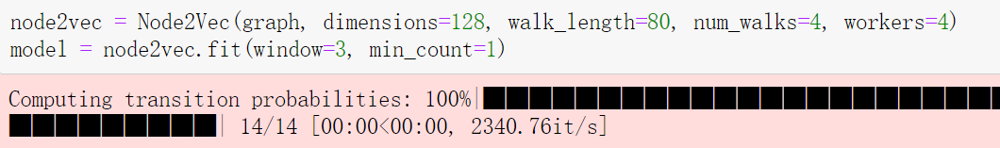 node2vec = Node2Vec(graph, dimensions=128, walk_length=80, num_walks=4, workers=4)
model = node2vec.fit(window=3, min_count=1)
Computing transition probabilities: 100%|██████████████████████
█████████| 14/14 [00:00<00:00, 2340.76it/s]